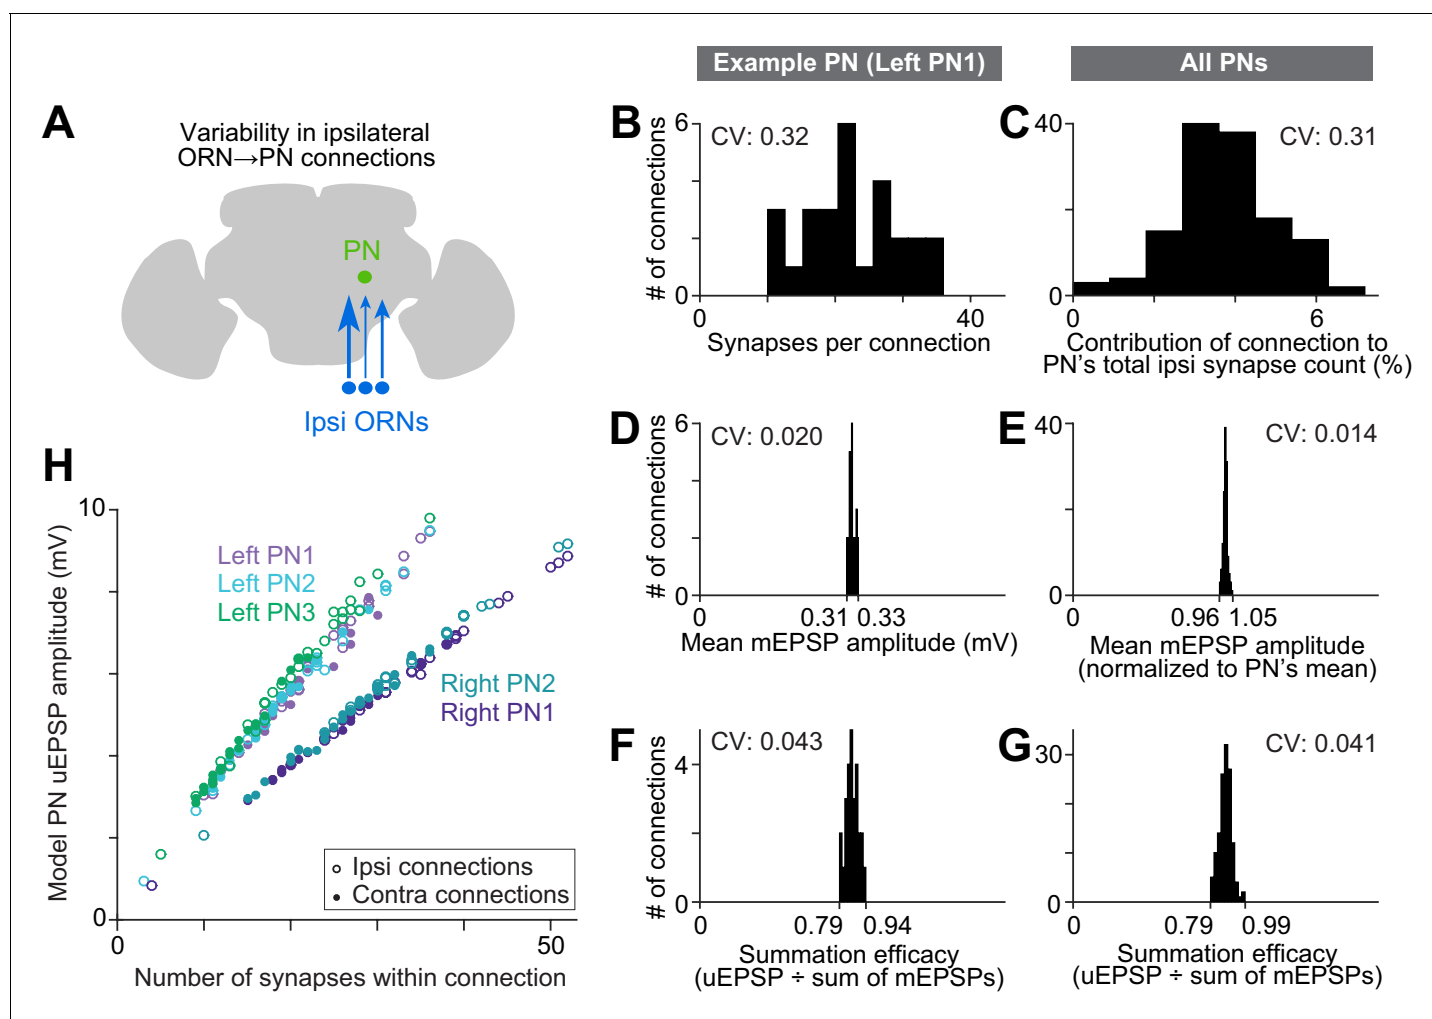 Example PN (Left PN1)
All PNs
A
Variability in ipsilateral
ORN→PN connections
PN
Ipsi ORNs
B
# of connections
6
0
CV: 0.32
0
40
Synapses per connection
C
40
0
CV: 0.31
0
6
Contribution of connection to
PN's total ipsi synapse count (%)
D
# of connections
6
0
CV: 0.020
0
0.31
0.33
Mean mEPSP amplitude (mV)
E
40
0
CV: 0.014
0
0.96
1.05
Mean mEPSP amplitude
(normalized to PN's mean)
F
# of connections
4
0
CV: 0.043
0
0.79
0.94
Summation efficacy
(uEPSP ÷ sum of mEPSPs)
G
30
0
CV: 0.041
0
0.79
0.99
Summation efficacy
(uEPSP ÷ sum of mEPSPs)
H
Model PN uEPSP amplitude (mV)
10
0
Left PN1
Left PN2
Left PN3
Right PN2
Right PN1
Ipsi connections
Contra connections
0
50
Number of synapses within connection